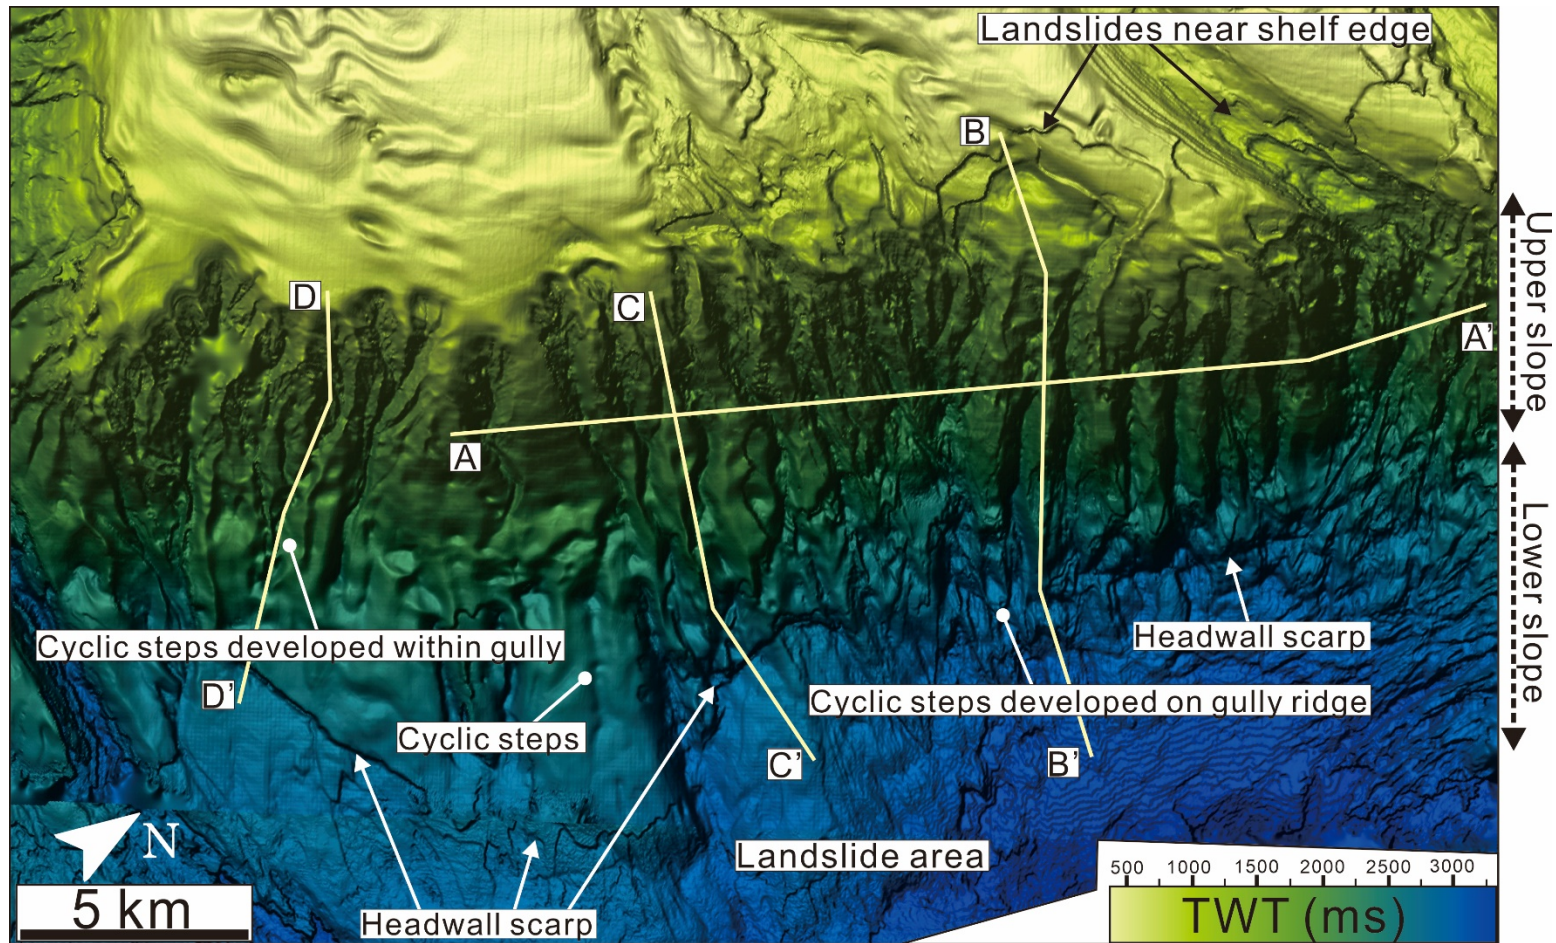 Landslides near shelf edge
B
Upper slope
D
C
A'
A
Lower slope
Cyclic steps developed within gully
Headwall scarp
D'
Cyclic steps developed on gully ridge
Cyclic steps
C'
B'
N
Landslide area
5 km
Headwall scarp
500 1000 1500 2000 2500 3000
TWT (ms)